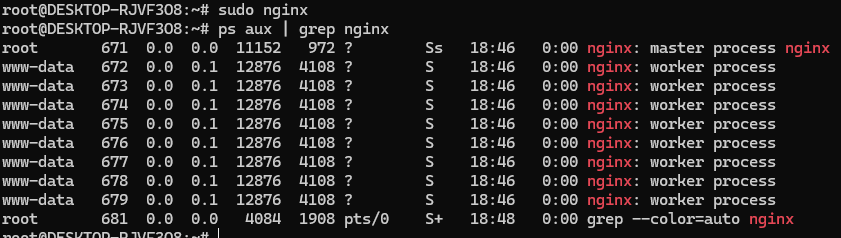 root@DESKTOP-RJVF3O8:~# sudo nginx
root@DESKTOP-RJVF3O8:~# ps aux | grep nginx
root       671  0.0  0.0  11152   972 ?        Ss   18:46   0:00 nginx: master process nginx
www-data   672  0.0  0.1  12876  4108 ?        S    18:46   0:00 nginx: worker process
www-data   673  0.0  0.1  12876  4108 ?        S    18:46   0:00 nginx: worker process
www-data   674  0.0  0.1  12876  4108 ?        S    18:46   0:00 nginx: worker process
www-data   675  0.0  0.1  12876  4108 ?        S    18:46   0:00 nginx: worker process
www-data   676  0.0  0.1  12876  4108 ?        S    18:46   0:00 nginx: worker process
www-data   677  0.0  0.1  12876  4108 ?        S    18:46   0:00 nginx: worker process
www-data   678  0.0  0.1  12876  4108 ?        S    18:46   0:00 nginx: worker process
www-data   679  0.0  0.1  12876  4108 ?        S    18:46   0:00 nginx: worker process
root       681  0.0  0.0   4084  1908 pts/0    S+   18:48   0:00 grep --color=auto nginx
root@DESKTOP-RJVF3O8:~#